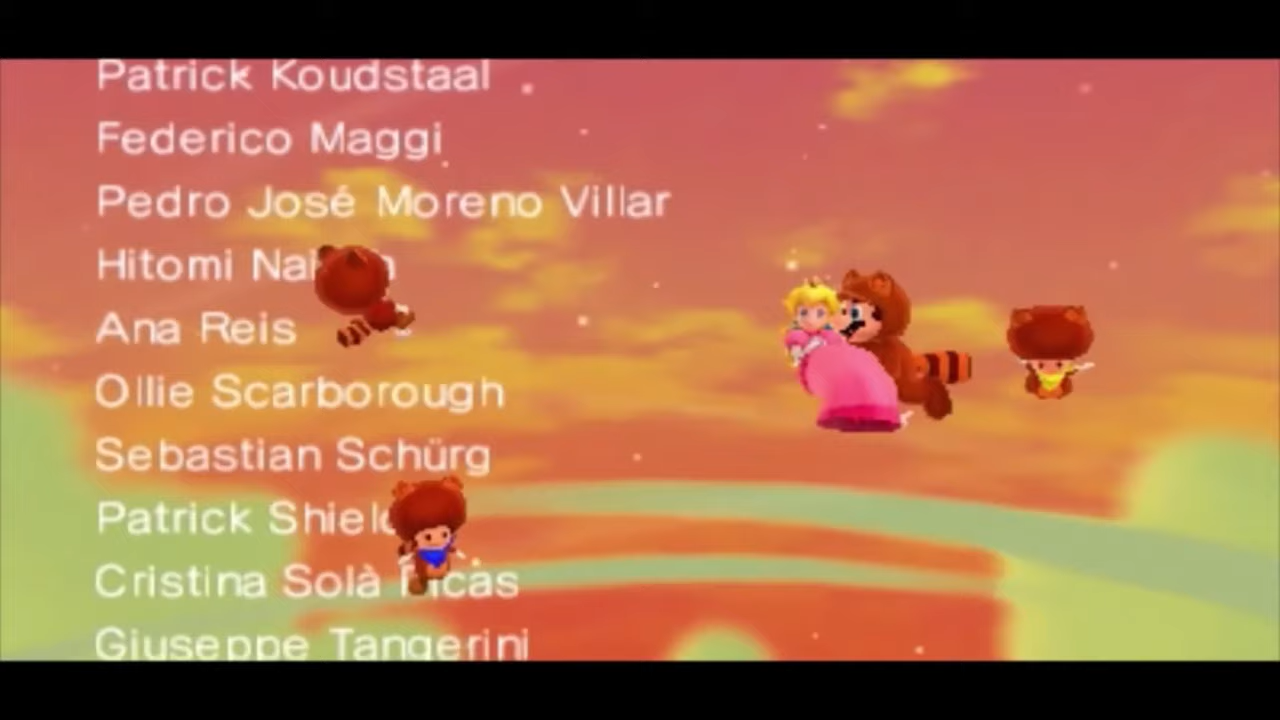 Patrick Koudstaal
Federico Maggi
Pedro José Moreno Villar
Hitomi
Ana Reis
Ollie Scarborough
Sebastian Schürg
Patrick
Cristina Solà
Giuseppe Tangerini